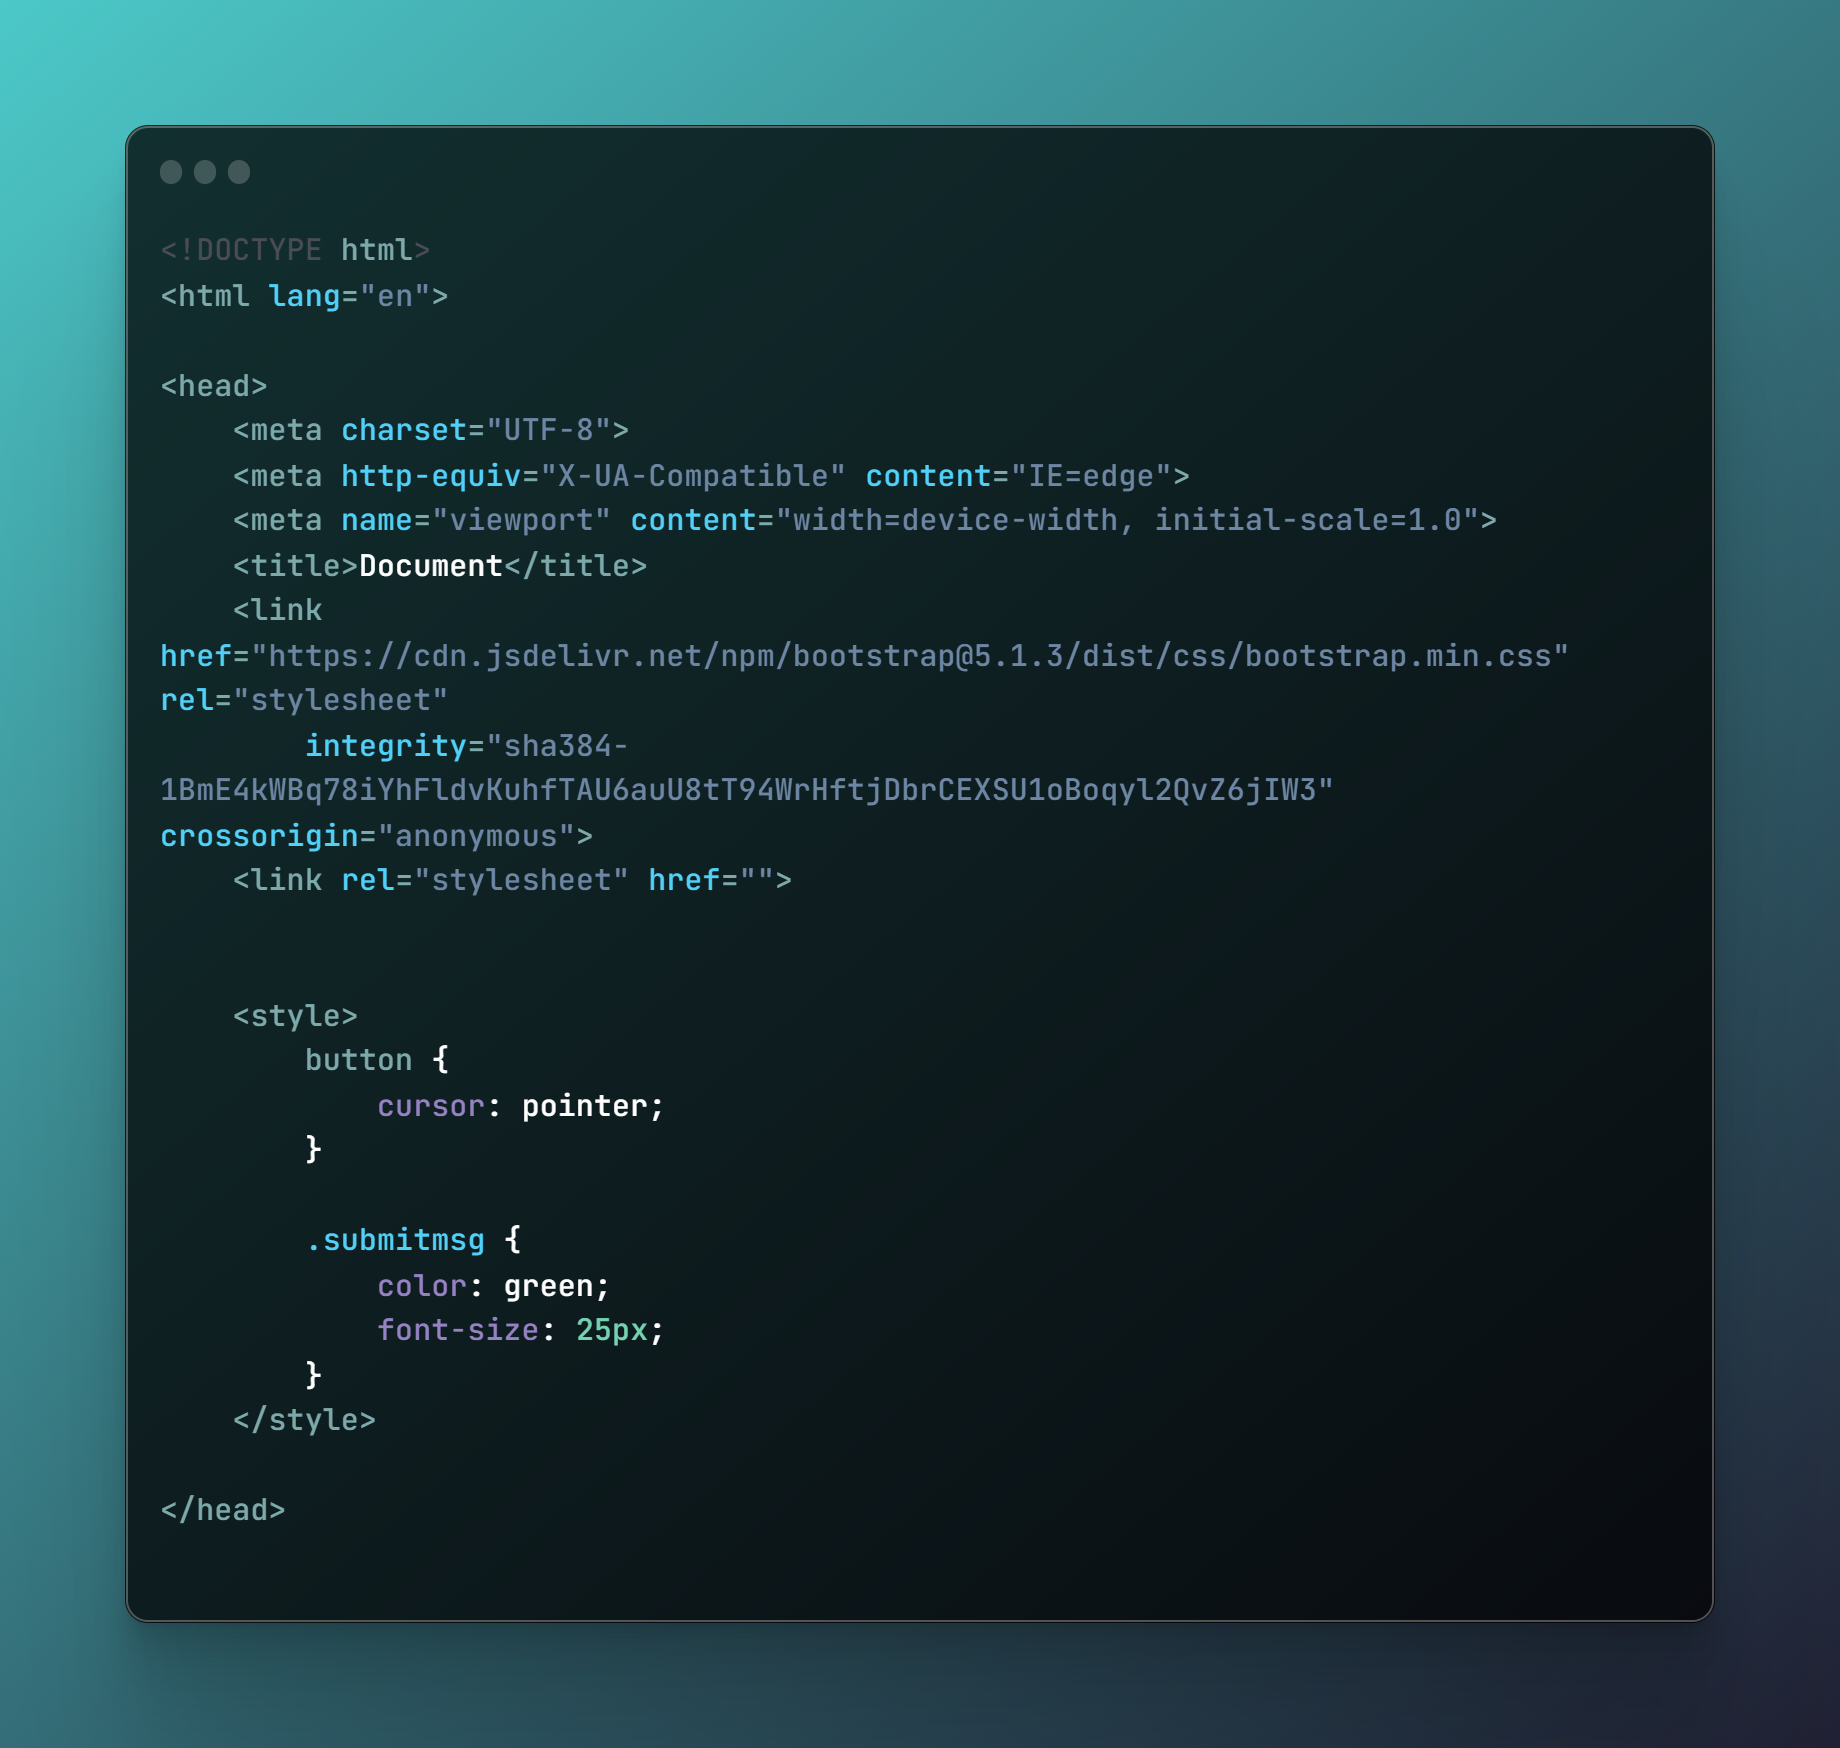 <!DOCTYPE html>
<html lang="en">
<head>
    <meta charset="UTF-8">
    <meta http-equiv="X-UA-Compatible" content="IE=edge">
    <meta name="viewport" content="width=device-width, initial-scale=1.0">
    <title>Document</title>
    <link
href="https://cdn.jsdelivr.net/npm/bootstrap@5.1.3/dist/css/bootstrap.min.css"
rel="stylesheet"
        integrity="sha384-
1BmE4kWBq78iYhFldvKuhfTAU6auU8tT94WrHftjDbrCEXSU1oBoqyl2QvZ6jIW3"
crossorigin="anonymous">
    <link rel="stylesheet" href="">
    <style>
        button {
            cursor: pointer;
        }
        .submitmsg {
            color: green;
            font-size: 25px;
        }
    </style>
</head>